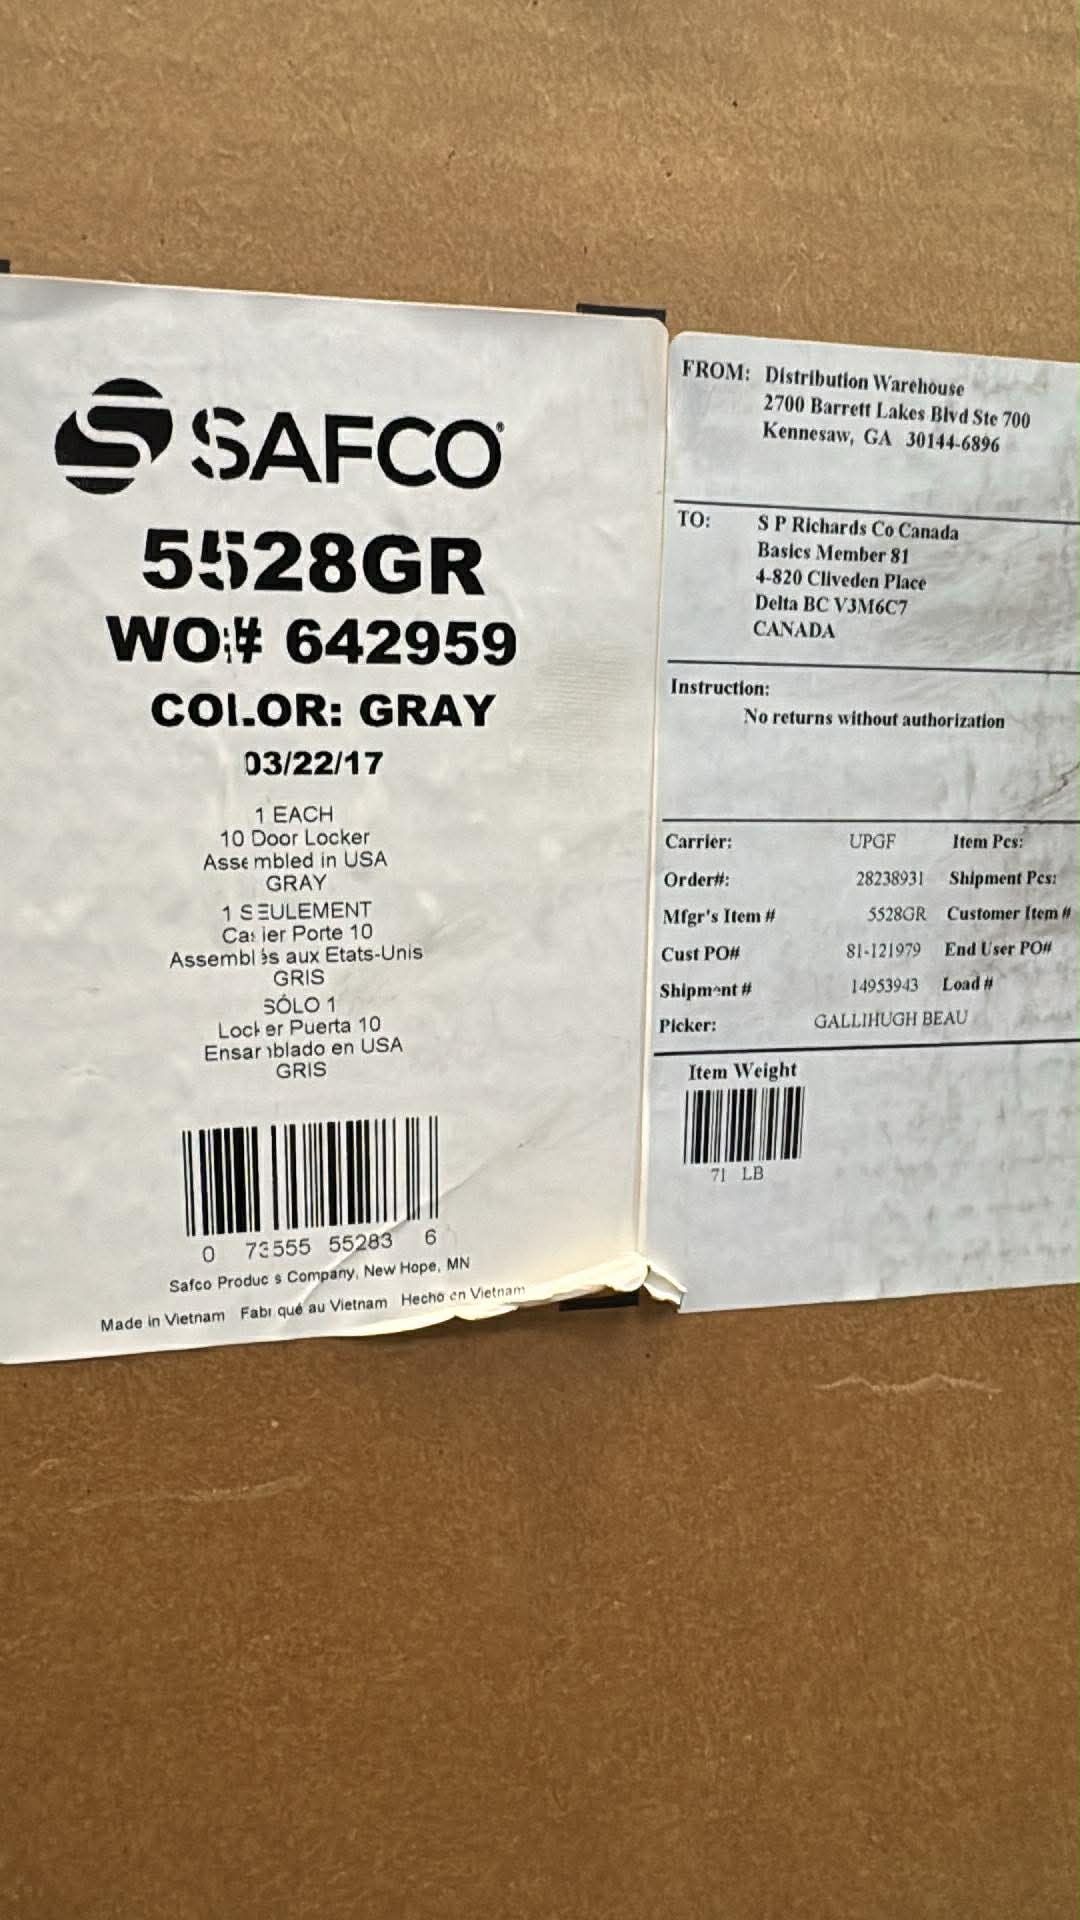 SAFCO
5528GR
WO# 642959
COLOR: GRAY
03/22/17
1 EACH
10 Door Locker
Assembled in USA
GRAY
1 SEULEMENT
Casier Porte 10
Assemblés aux Etats-Unis
GRIS
SÓLO 1
Locker Puerta 10
Ensamblado en USA
GRIS
0 73555 55283 6
Safco Products Company, New Hope, MN
Made in Vietnam Fabriqué au Vietnam Hecho en Vietnam
FROM: Distribution Warehouse
2700 Barrett Lakes Blvd Ste 700
Kennesaw, GA 30144-6896
TO: S P Richards Co Canada
Basics Member 81
4-820 Cliveden Place
Delta BC V3M6C7
CANADA
Instruction:
No returns without authorization
Carrier: UPGF Item Pcs:
Order#: 28238931 Shipment Pcs:
Mfgr's Item # 5528GR Customer Item #
Cust PO# 81-121979 End User PO#
Shipment # 14953943 Load #
Picker: GALLIHUGH BEAU
Item Weight
71 LB